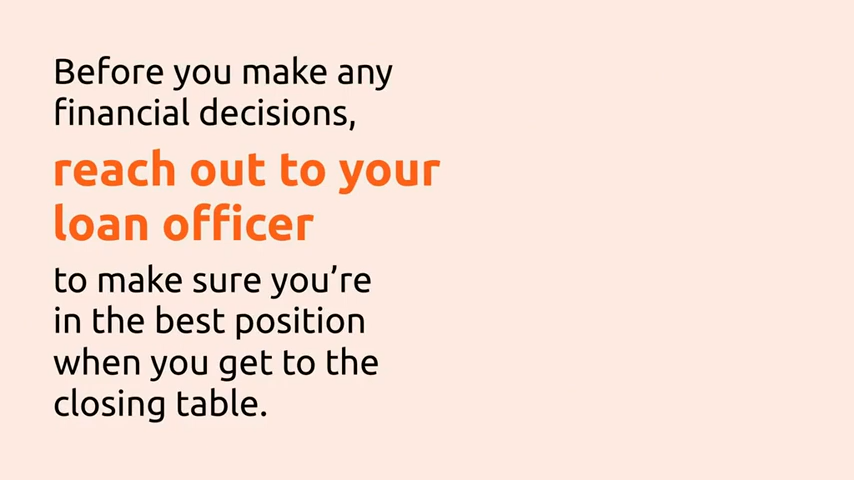 Before you make any
financial decisions,
reach out to your
loan officer
to make sure you’re
in the best position
when you get to the
closing table.